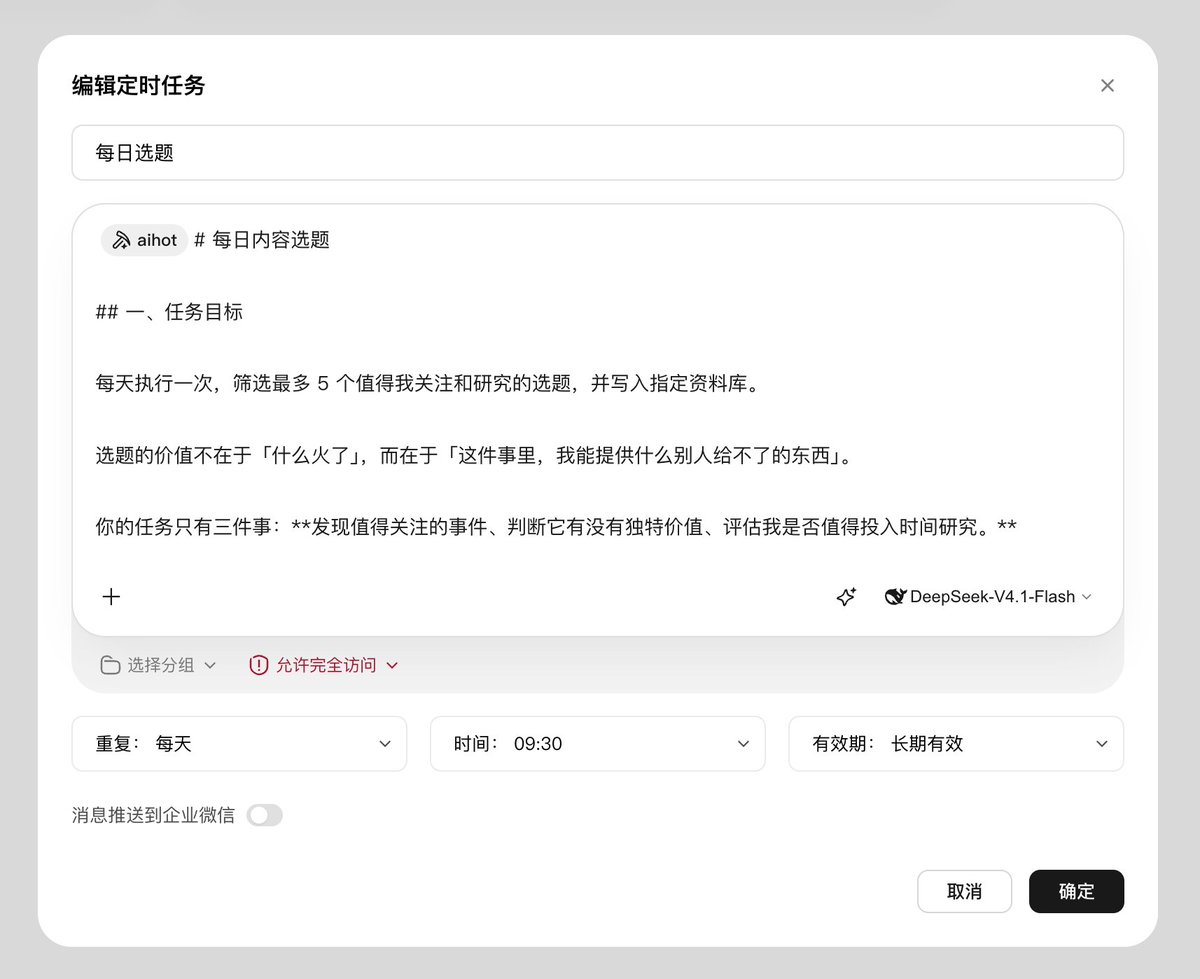 编辑定时任务
每日选题
aihot # 每日内容选题
## 一、任务目标
每天执行一次，筛选最多 5 个值得我关注和研究的选题，并写入指定资料库。
选题的价值不在于「什么火了」，而在于「这件事里，我能提供什么别人给不了的东西」。
你的任务只有三件事：**发现值得关注的事件、判断它有没有独特价值、评估我是否值得投入时间研究。**
DeepSeek-V4.1-Flash
选择分组 允许完全访问
重复： 每天 时间： 09:30 有效期： 长期有效
消息推送到企业微信
取消 确定